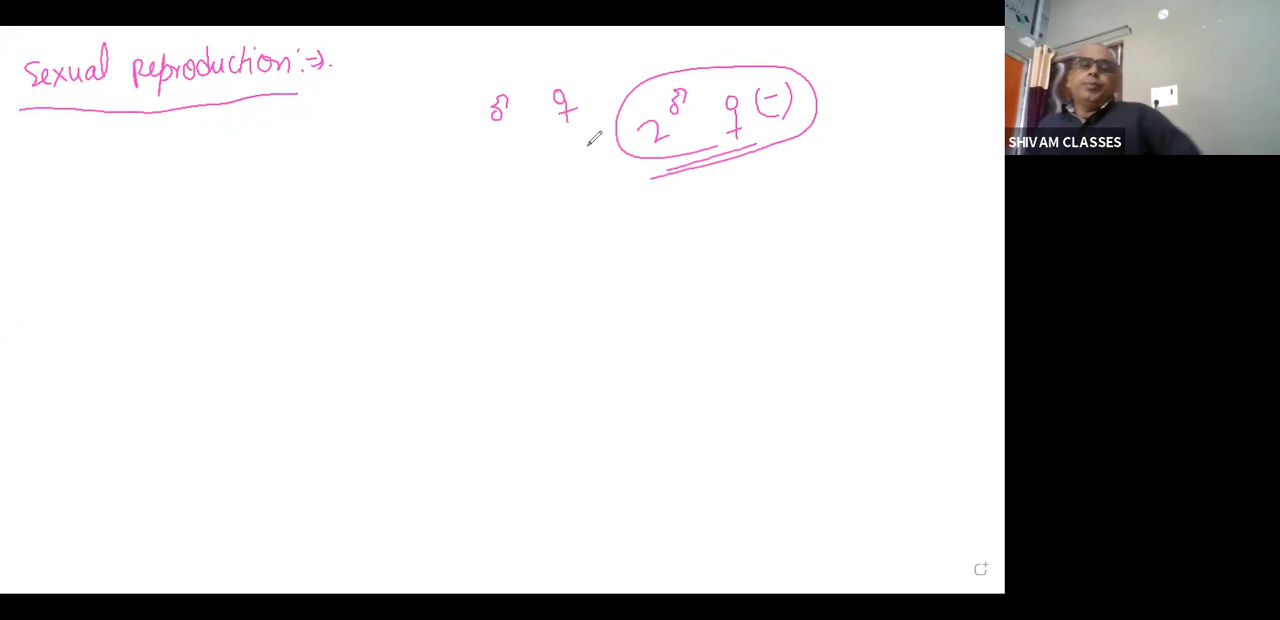 Sexual reproduction :⇒.
♂ ♀ 2 ♂ ♀ (-)
SHIVAM CLASSES